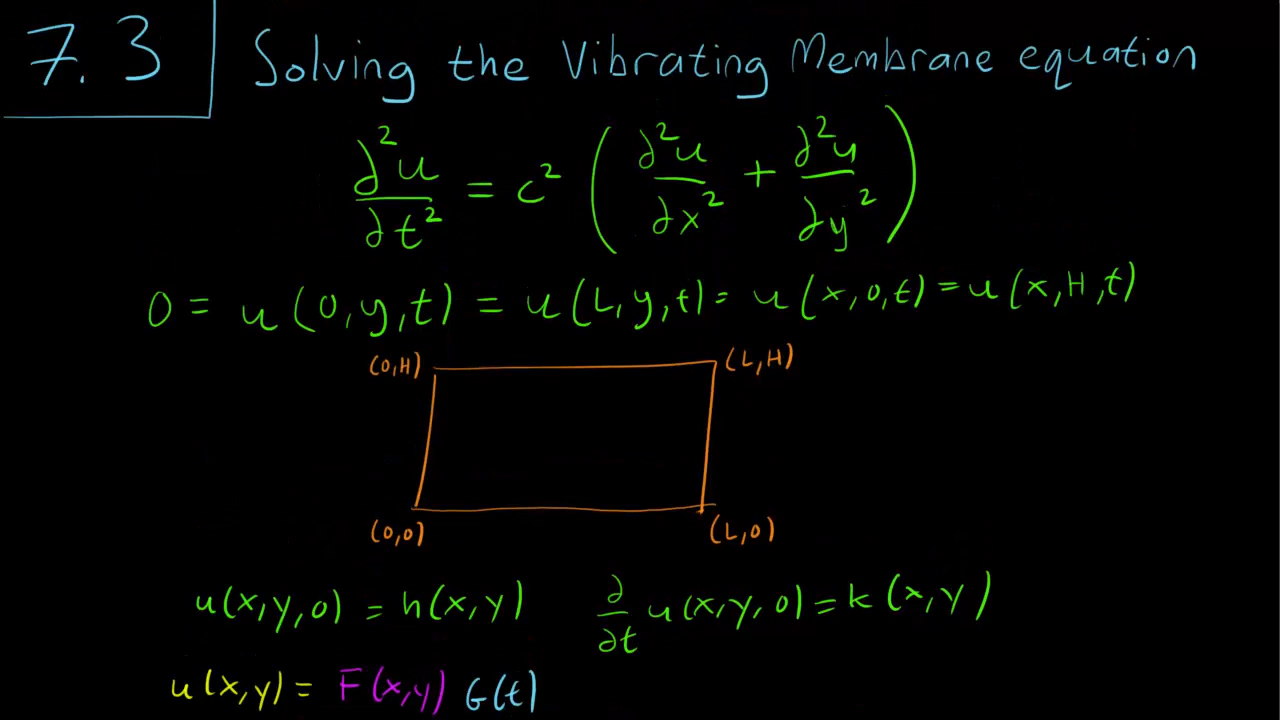 7.3 Solving the Vibrating Membrane equation
∂²u/∂t² = c² ( ∂²u/∂x² + ∂²u/∂y² )
0 = u(0,y,t) = u(L,y,t) = u(x,0,t) = u(x,H,t)
(0,H) (L,H)
(0,0) (L,0)
u(x,y,0) = h(x,y) ∂/∂t u(x,y,0) = k(x,y)
u(x,y) = F(x,y) G(t)